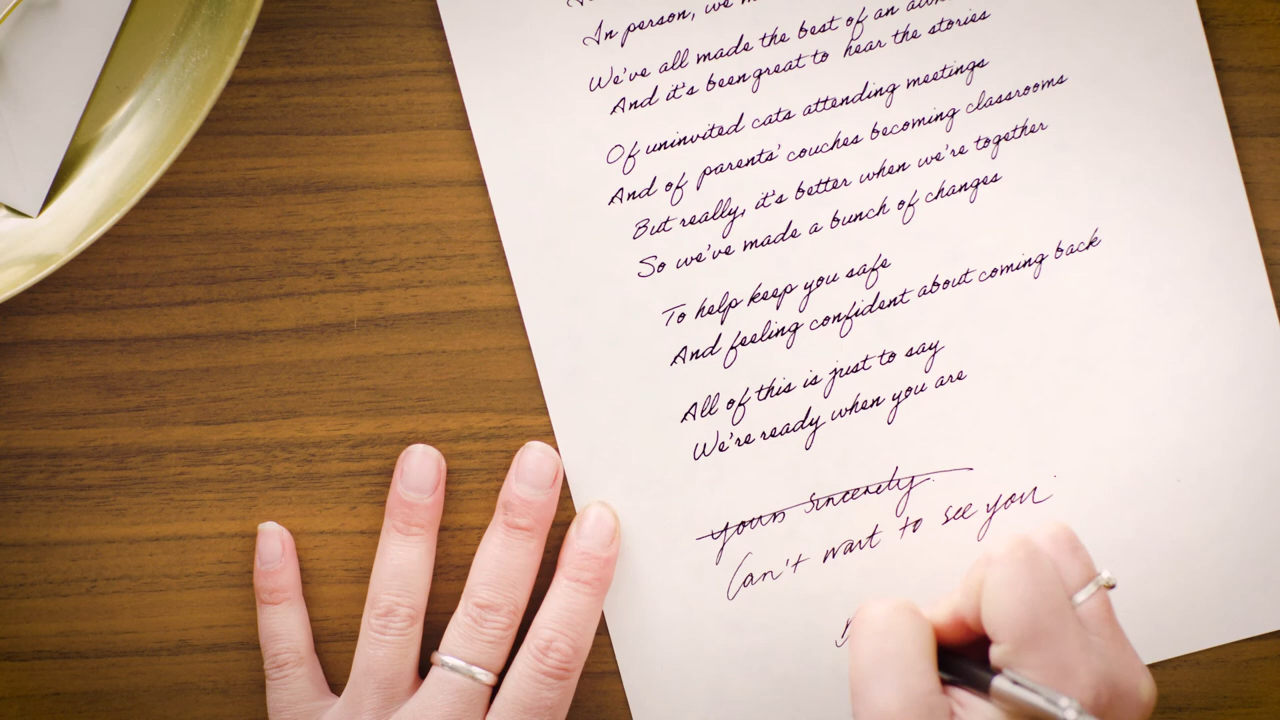 In person, we
We've all made the best of an
And it's been great to hear the stories
Of uninvited cats attending meetings
And of parents' couches becoming classrooms
But really, it's better when we're together
So we've made a bunch of changes
To help keep you safe
And feeling confident about coming back
All of this is just to say
We're ready when you are
Yours Sincerely
Can't wait to see you